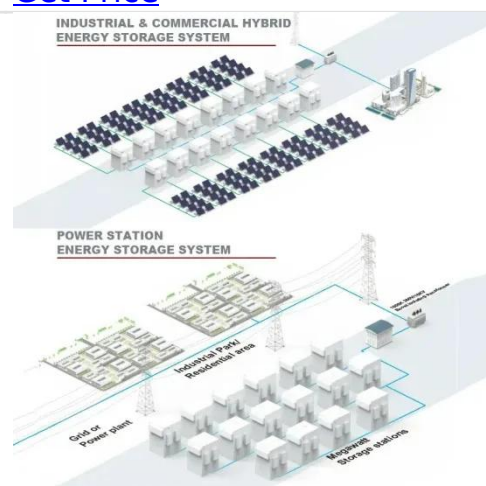 Get Price
INDUSTRIAL & COMMERCIAL HYBRID
ENERGY STORAGE SYSTEM
POWER STATION
ENERGY STORAGE SYSTEM
Industrial Park/
Residential area
Grid or
Power plant
Megawatt
Storage stations